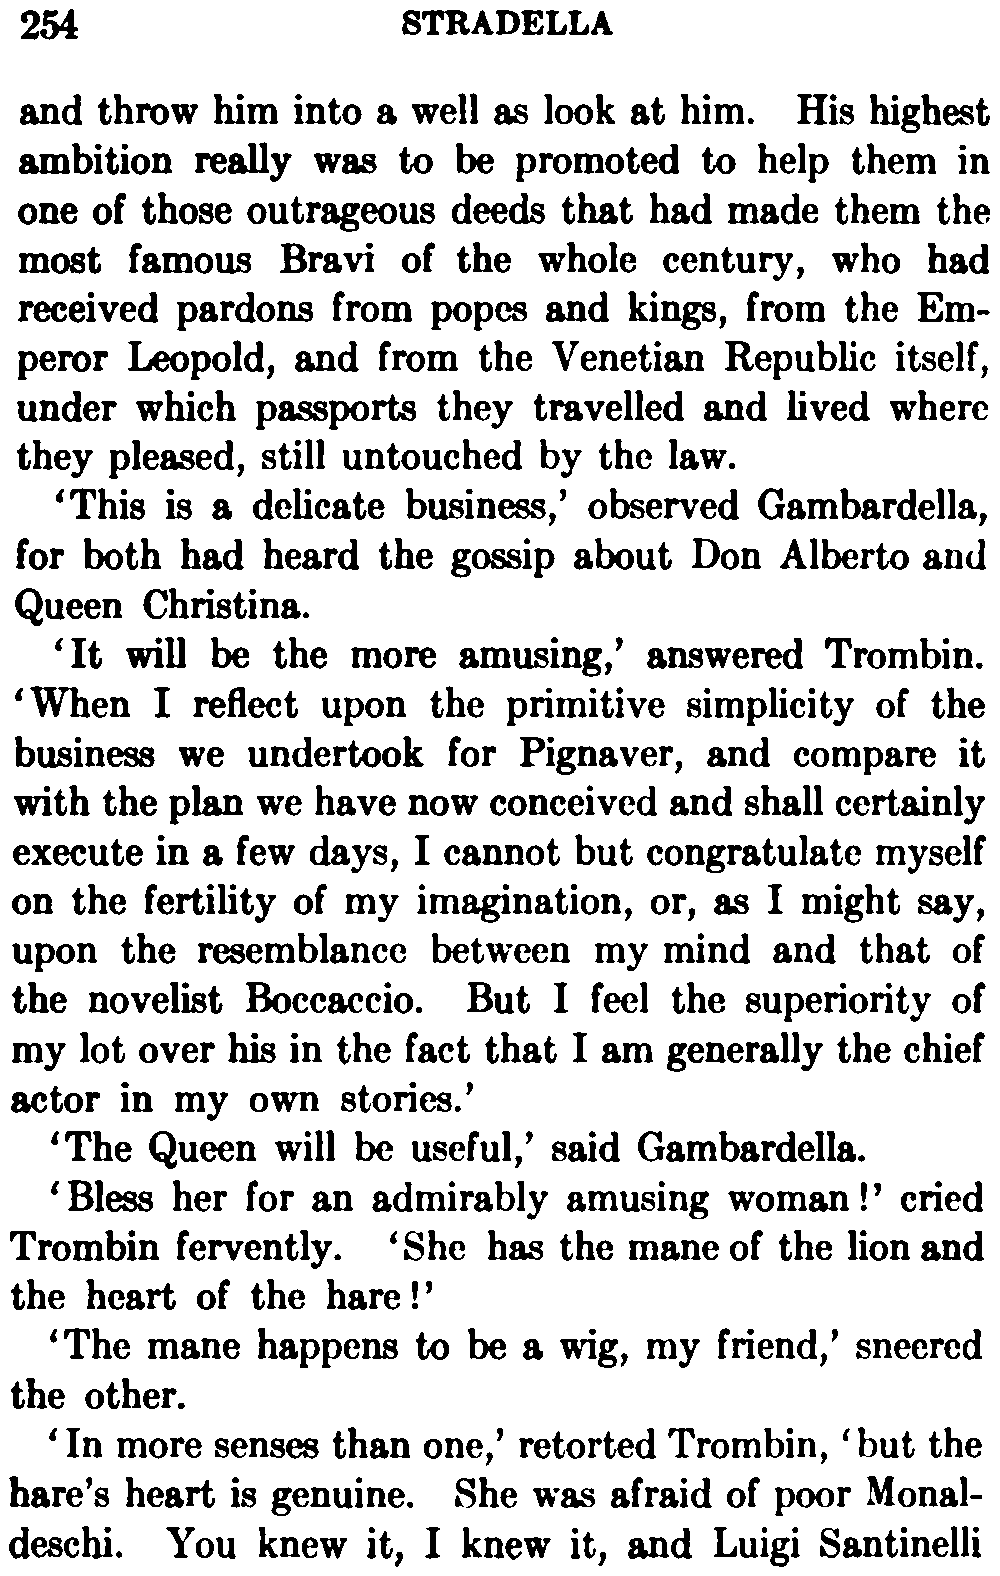 254 STRADELLA
and throw him into a well as look at him. His highest
ambition really was to be promoted to help them in
one of those outrageous deeds that had made them the
most famous Bravi of the whole century, who had
received pardons from popes and kings, from the Em-
peror Leopold, and from the Venetian Republic itself,
under which passports they travelled and lived where
they pleased, still untouched by the law.
‘This is a delicate business,’ observed Gambardella,
for both had heard the gossip about Don Alberto and
Queen Christina.
‘It will be the more amusing,’ answered Trombin.
‘When I reflect upon the primitive simplicity of the
business we undertook for Pignaver, and compare it
with the plan we have now conceived and shall certainly
execute in a few days, I cannot but congratulate myself
on the fertility of my imagination, or, as I might say,
upon the resemblance between my mind and that of
the novelist Boccaccio. But I feel the superiority of
my lot over his in the fact that I am generally the chief
actor in my own stories.’
‘The Queen will be useful,’ said Gambardella.
‘Bless her for an admirably amusing woman!’ cried
Trombin fervently. ‘She has the mane of the lion and
the heart of the hare!’
‘The mane happens to be a wig, my friend,’ sneered
the other.
‘In more senses than one,’ retorted Trombin, ‘but the
hare's heart is genuine. She was afraid of poor Monal-
deschi. You knew it, I knew it, and Luigi Santinelli